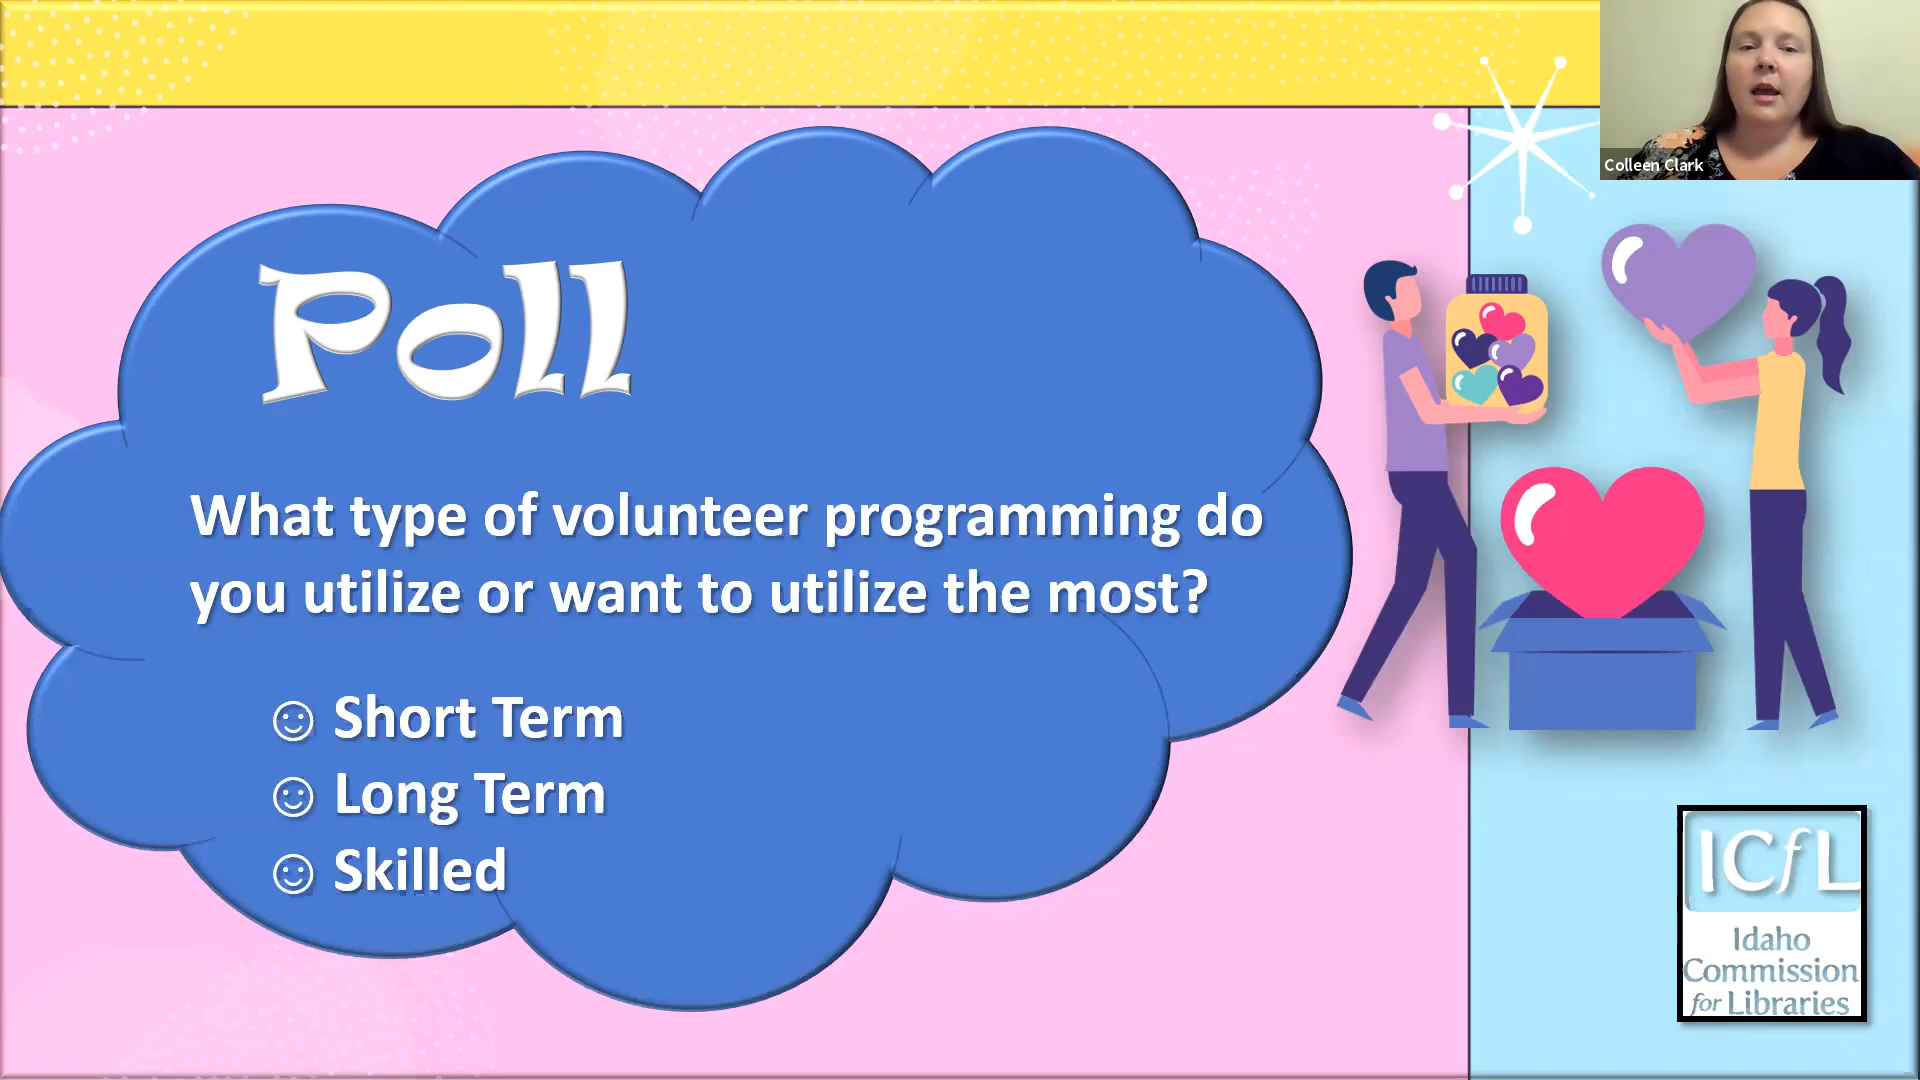 Colleen Clark
Poll
What type of volunteer programming do
you utilize or want to utilize the most?
☺ Short Term
☺ Long Term
☺ Skilled
ICfL
Idaho
Commission
for Libraries